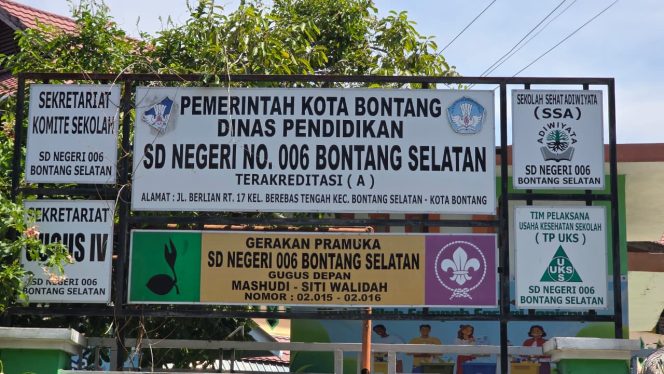 SEKRETARIAT
KOMITE SEKOLAH
SD NEGERI 006
BONTANG SELATAN
PEMERINTAH KOTA BONTANG
DINAS PENDIDIKAN
SD NEGERI NO. 006 BONTANG SELATAN
TERAKREDITASI ( A )
ALAMAT : JL. BERLIAN RT. 17 KEL. BEREBAS TENGAH KEC. BONTANG SELATAN - KOTA BONTANG
SEKOLAH SEHAT ADIWIYATA
(SSA)
ADIWIYATA
SD NEGERI 006
BONTANG SELATAN
SEKRETARIAT
GUGUS IV
SD NEGERI 006
BONTANG SELATAN
GERAKAN PRAMUKA
SD NEGERI 006 BONTANG SELATAN
GUGUS DEPAN
MASHUDI - SITI WALIDAH
NOMOR : 02.015 - 02.016
TIM PELAKSANA
USAHA KESEHATAN SEKOLAH
(TP UKS)
U
UKS
S
SD NEGERI 006
BONTANG SELATAN